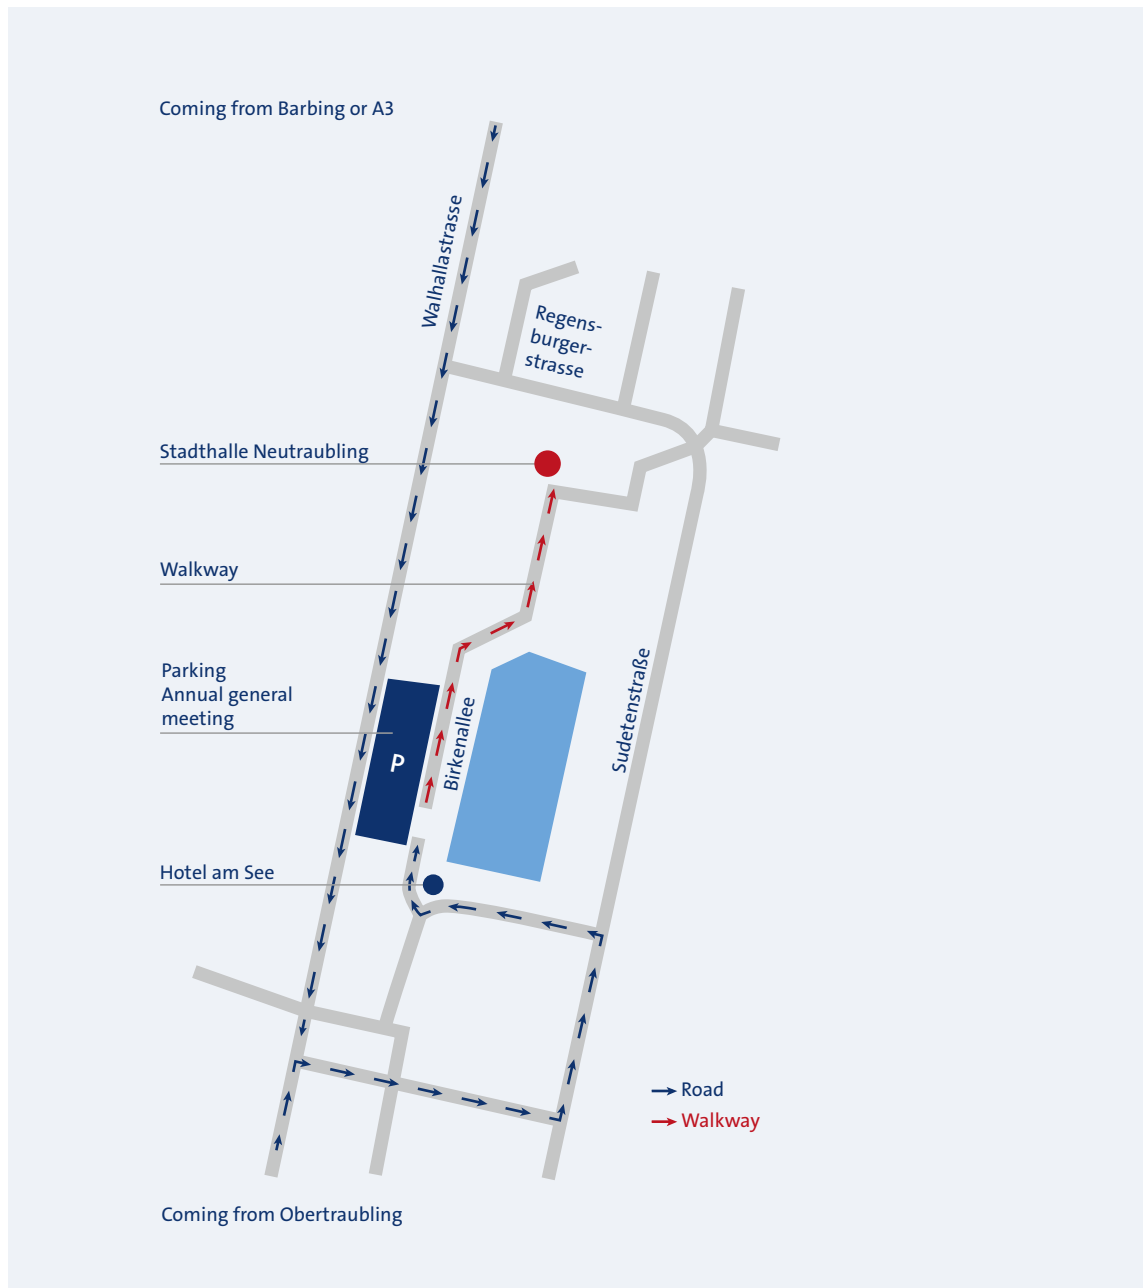 Coming from Barbing or A3
Walhallastrasse
Regens-
burger-
strasse
Stadthalle Neutraubling
Walkway
Parking
Annual general
meeting
P
Birkenallee
Sudetenstraße
Hotel am See
Road
Walkway
Coming from Obertraubling